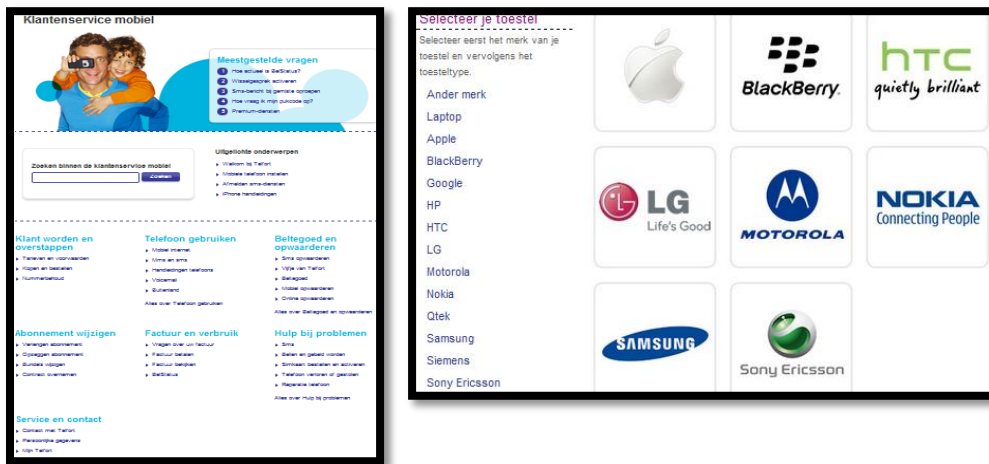 Klantenservice mobiel
Meestgestelde vragen
1 Hoe actueel is BelStatus?
2 Wisselgesprek activeren
3 Sms-bericht bij gemiste oproepen
4 Hoe vraag ik mijn pukcode op?
5 Premium-diensten
Zoeken binnen de klantenservice mobiel
Zoeken
Uitgelichte onderwerpen
Welkom bij Telfort
Mobiele telefoon instellen
Afmelden sms-diensten
iPhone handleidingen
Klant worden en
overstappen
Tarieven en voorwaarden
Kopen en bestellen
Nummerbehoud
Telefoon gebruiken
Mobiel internet
Mms en sms
Handleidingen telefoons
Voicemail
Buitenland
Alles over Telefoon gebruiken
Beltegoed en
opwaarderen
Sms opwaarderen
Vijfje van Telfort
Beltegoed
Mobiel opwaarderen
Online opwaarderen
Alles over Beltegoed en opwaarderen
Abonnement wijzigen
Verlengen abonnement
Opzeggen abonnement
Bundels wijzigen
Contract overnemen
Factuur en verbruik
Vragen over uw factuur
Factuur betalen
Factuur bekijken
BelStatus
Hulp bij problemen
Sms
Bellen en gebeld worden
Simkaart bestellen en activeren
Telefoon verloren of gestolen
Reparatie telefoon
Alles over Hulp bij problemen
Service en contact
Contact met Telfort
Persoonlijke gegevens
Mijn Telfort
Selecteer je toestel
Selecteer eerst het merk van je
toestel en vervolgens het
toesteltype.
Ander merk
Laptop
Apple
BlackBerry
Google
HP
HTC
LG
Motorola
Nokia
Qtek
Samsung
Siemens
Sony Ericsson
BlackBerry.
hTC
quietly brilliant
LG
Life's Good
MOTOROLA
NOKIA
Connecting People
SAMSUNG
Sony Ericsson